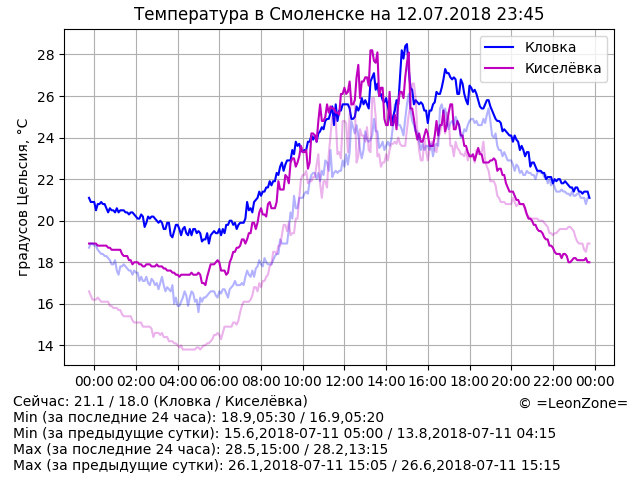 Температура в Смоленске на 12.07.2018 23:45
Кловка
Киселёвка
градусов Цельсия, °C
28
26
24
22
20
18
16
14
00:00 02:00 04:00 06:00 08:00 10:00 12:00 14:00 16:00 18:00 20:00 22:00 00:00
Сейчас: 21.1 / 18.0 (Кловка / Киселёвка)
© =LeonZone=
Min (за последние 24 часа): 18.9,05:30 / 16.9,05:20
Min (за предыдущие сутки): 15.6,2018-07-11 05:00 / 13.8,2018-07-11 04:15
Max (за последние 24 часа): 28.5,15:00 / 28.2,13:15
Max (за предыдущие сутки): 26.1,2018-07-11 15:05 / 26.6,2018-07-11 15:15